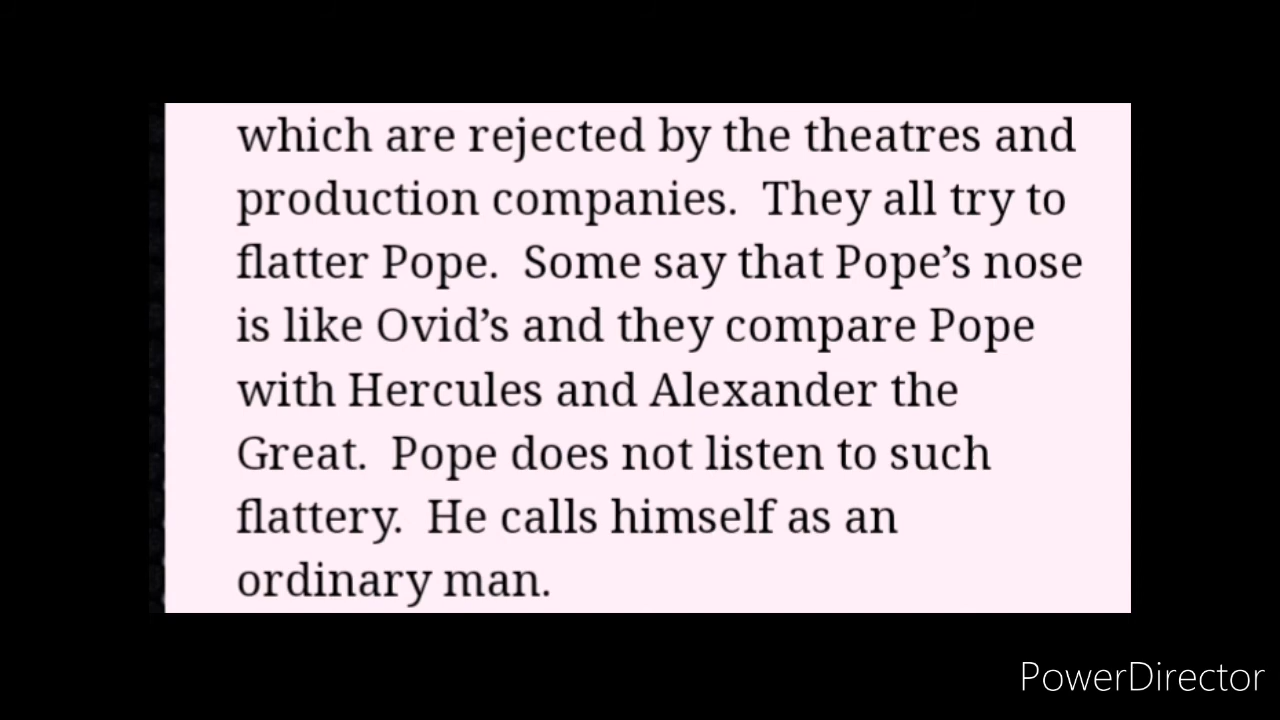 which are rejected by the theatres and
production companies.  They all try to
flatter Pope.  Some say that Pope’s nose
is like Ovid’s and they compare Pope
with Hercules and Alexander the
Great.  Pope does not listen to such
flattery.  He calls himself as an
ordinary man.
PowerDirector